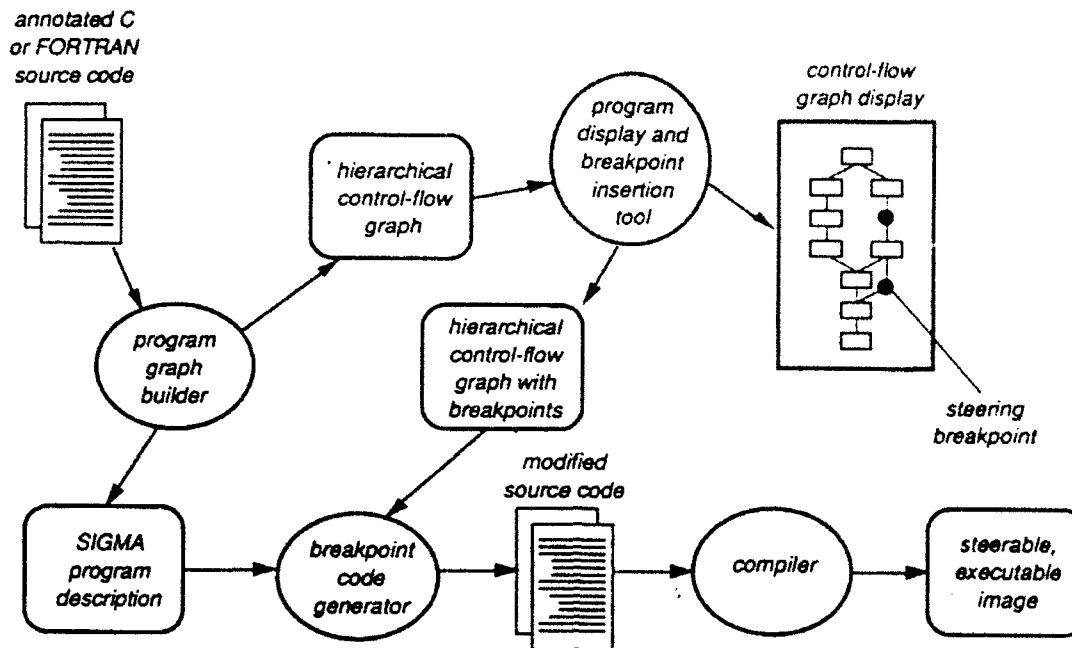 annotated C
or FORTRAN
source code
hierarchical
control-flow
graph
program
display and
breakpoint
insertion
tool
control-flow
graph display
program
graph
builder
hierarchical
control-flow
graph with
breakpoints
steering
breakpoint
SIGMA
program
description
breakpoint
code
generator
modified
source code
compiler
steerable,
executable
image